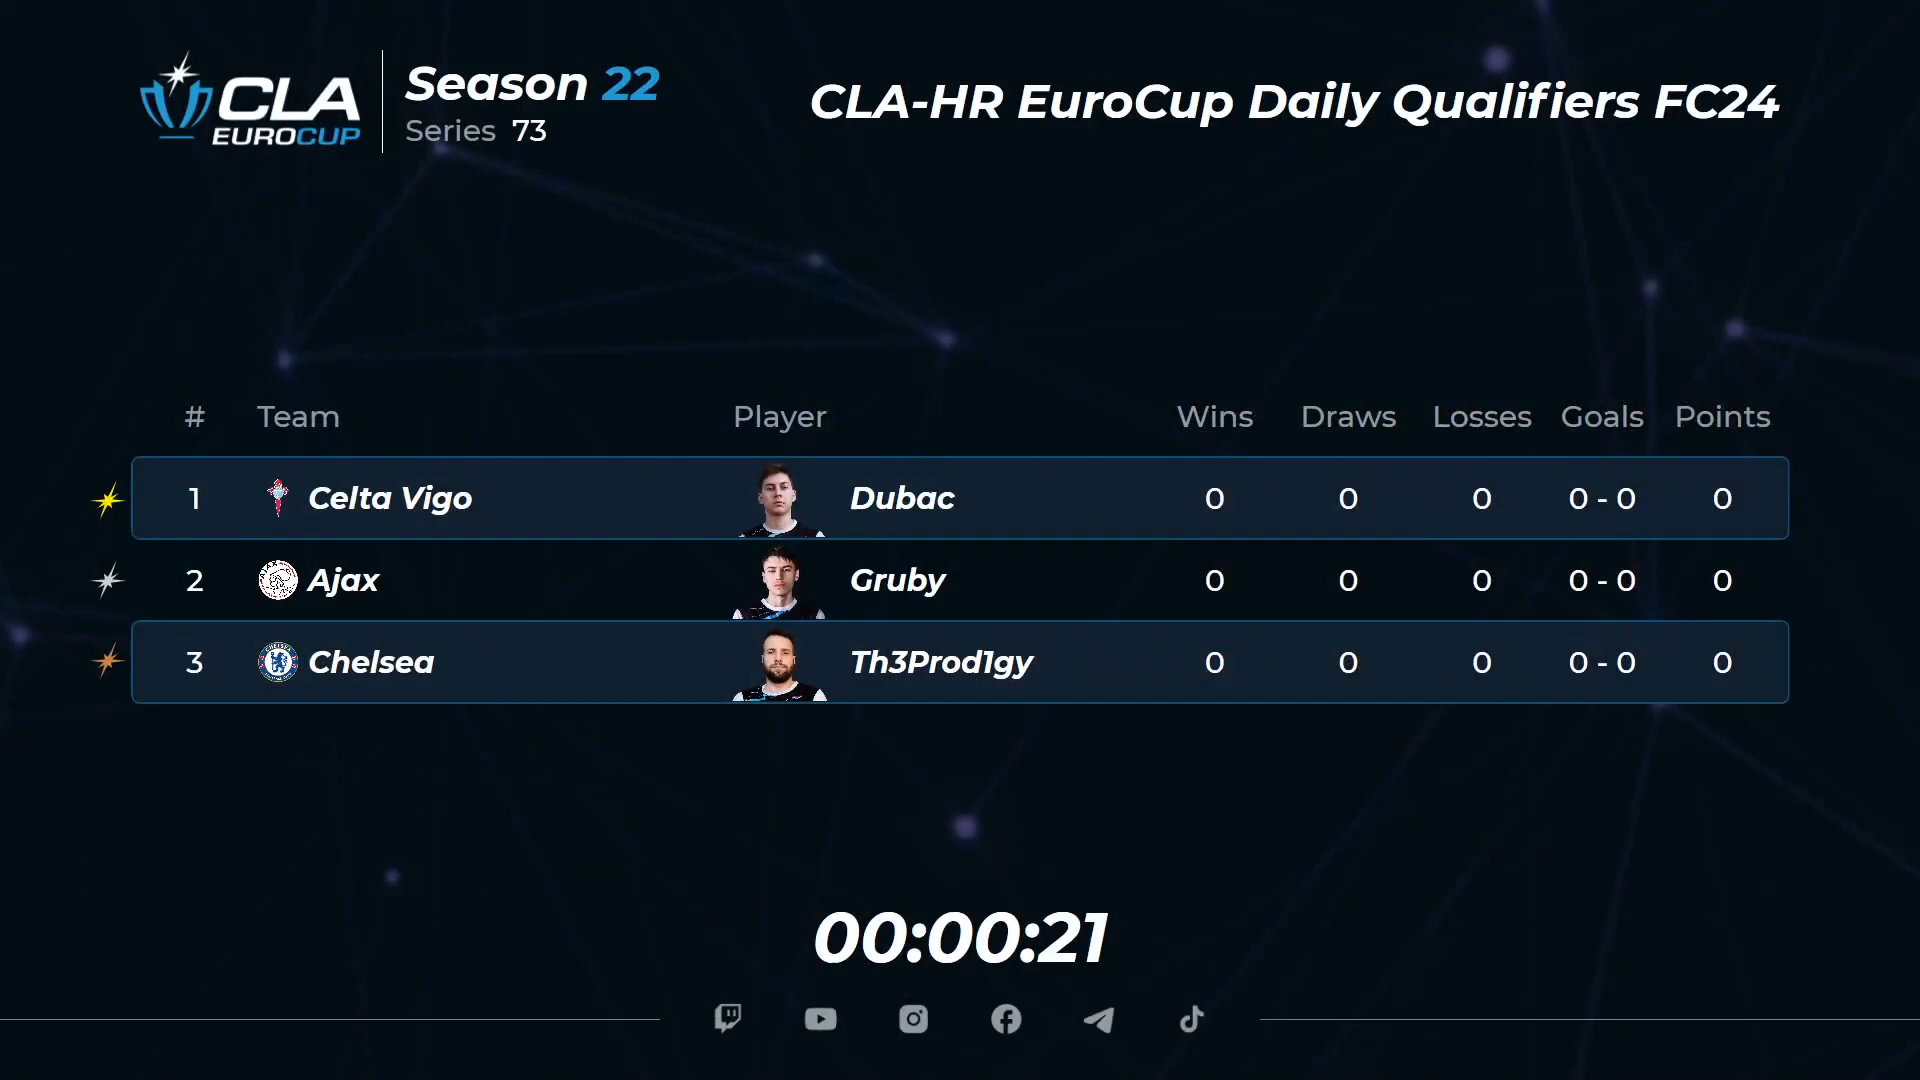 CLA
EUROCUP
Season 22
Series 73
CLA-HR EuroCup Daily Qualifiers FC24
# Team Player Wins Draws Losses Goals Points
1 Celta Vigo Dubac 0 0 0 0 - 0 0
2 Ajax Gruby 0 0 0 0 - 0 0
3 Chelsea Th3Prod1gy 0 0 0 0 - 0 0
00:00:21